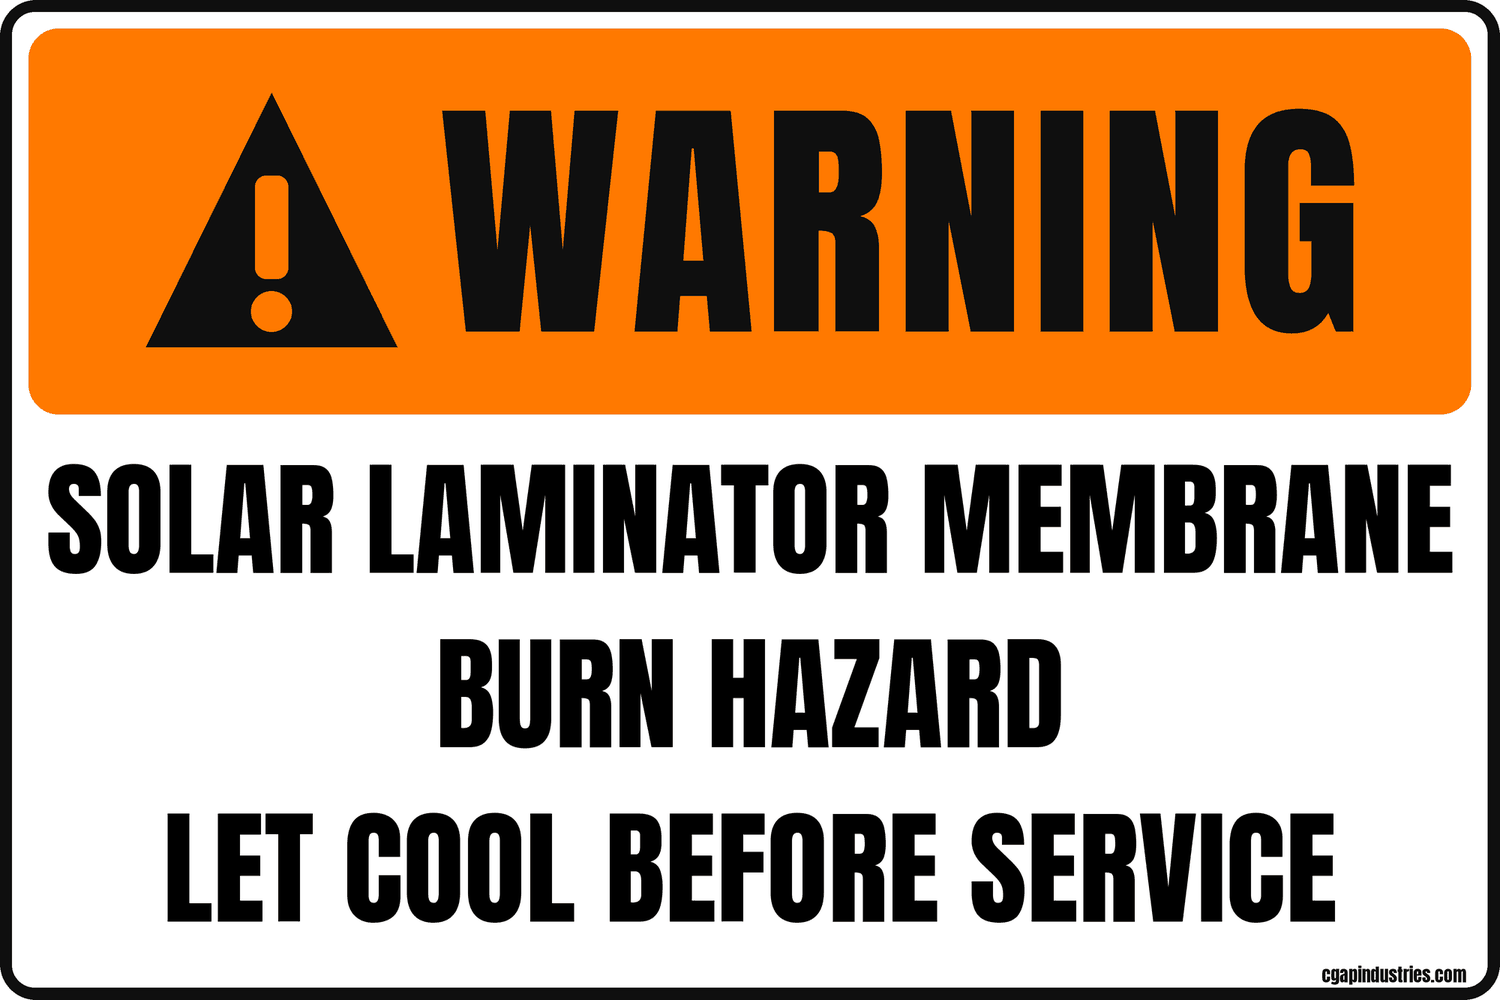 WARNING
SOLAR LAMINATOR MEMBRANE
BURN HAZARD
LET COOL BEFORE SERVICE
cgapindustries.com